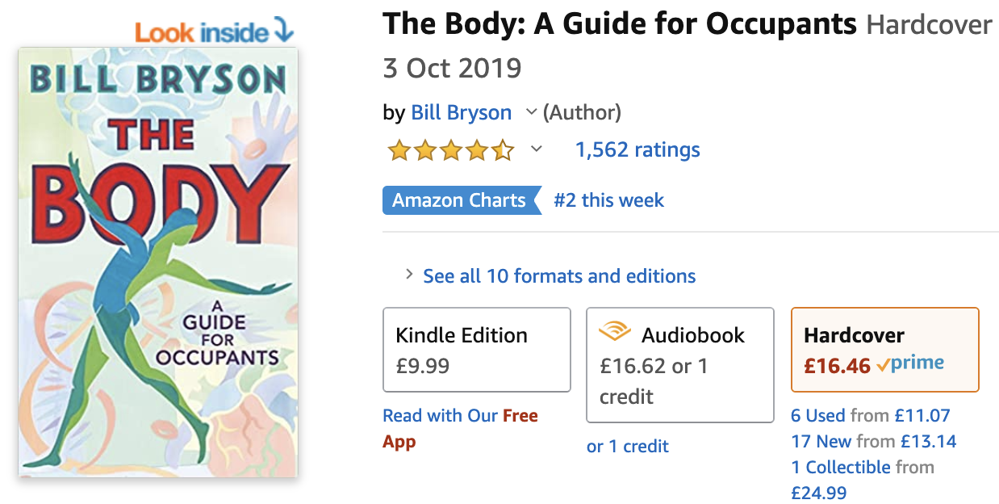 Look inside
BILL BRYSON
THE
BODY
A
GUIDE
FOR
OCCUPANTS
The Body: A Guide for Occupants Hardcover
3 Oct 2019
by Bill Bryson (Author)
1,562 ratings
Amazon Charts #2 this week
See all 10 formats and editions
Kindle Edition
£9.99
Read with Our Free
App
Audiobook
£16.62 or 1
credit
or 1 credit
Hardcover
£16.46 prime
6 Used from £11.07
17 New from £13.14
1 Collectible from
£24.99